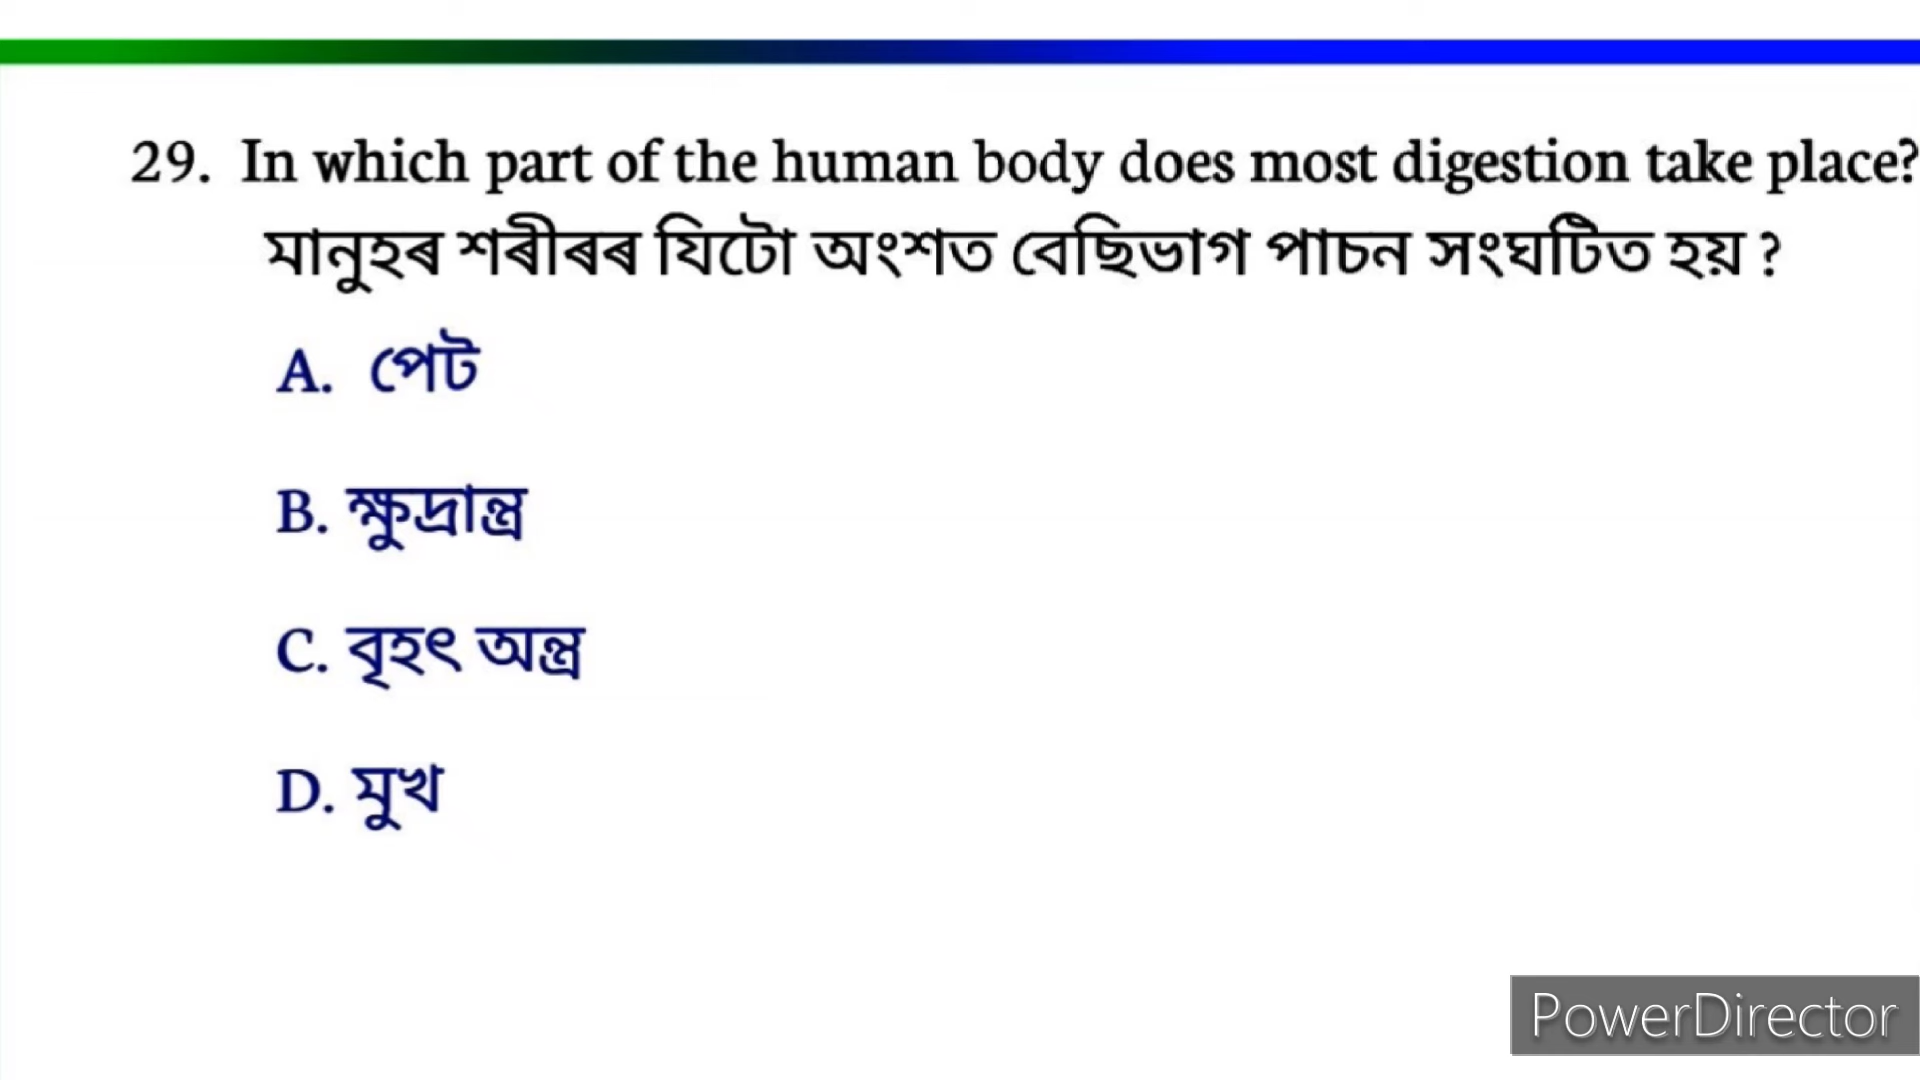 29. In which part of the human body does most digestion take place?
মানুহৰ শৰীৰৰ যিটো অংশত বেছিভাগ পাচন সংঘটিত হয় ?
A. পেট
B. ক্ষুদ্ৰান্ত্ৰ
C. বৃহৎ অন্ত্ৰ
D. মুখ
PowerDirector